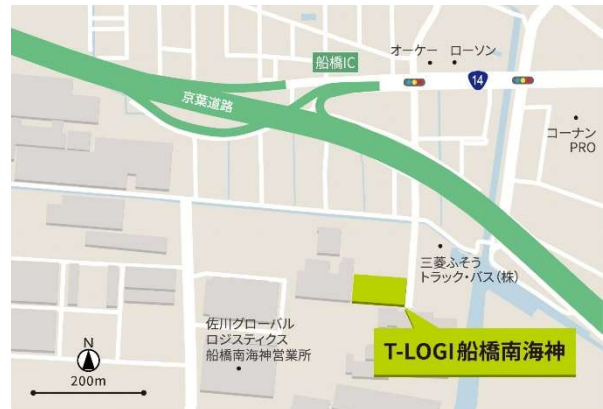 オーケー ローソン
船橋IC
14
京葉道路
コーナン
PRO
三菱ふそう
トラック・バス(株)
佐川グローバル
ロジスティクス
船橋南海神営業所
T-LOGI船橋南海神
N
200m